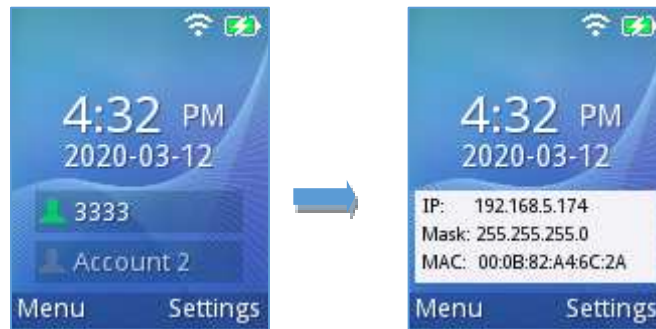 4:32 PM
2020-03-12
3333
Account 2
Menu Settings
4:32 PM
2020-03-12
IP: 192.168.5.174
Mask: 255.255.255.0
MAC: 00:0B:82:A4:6C:2A
Menu Settings